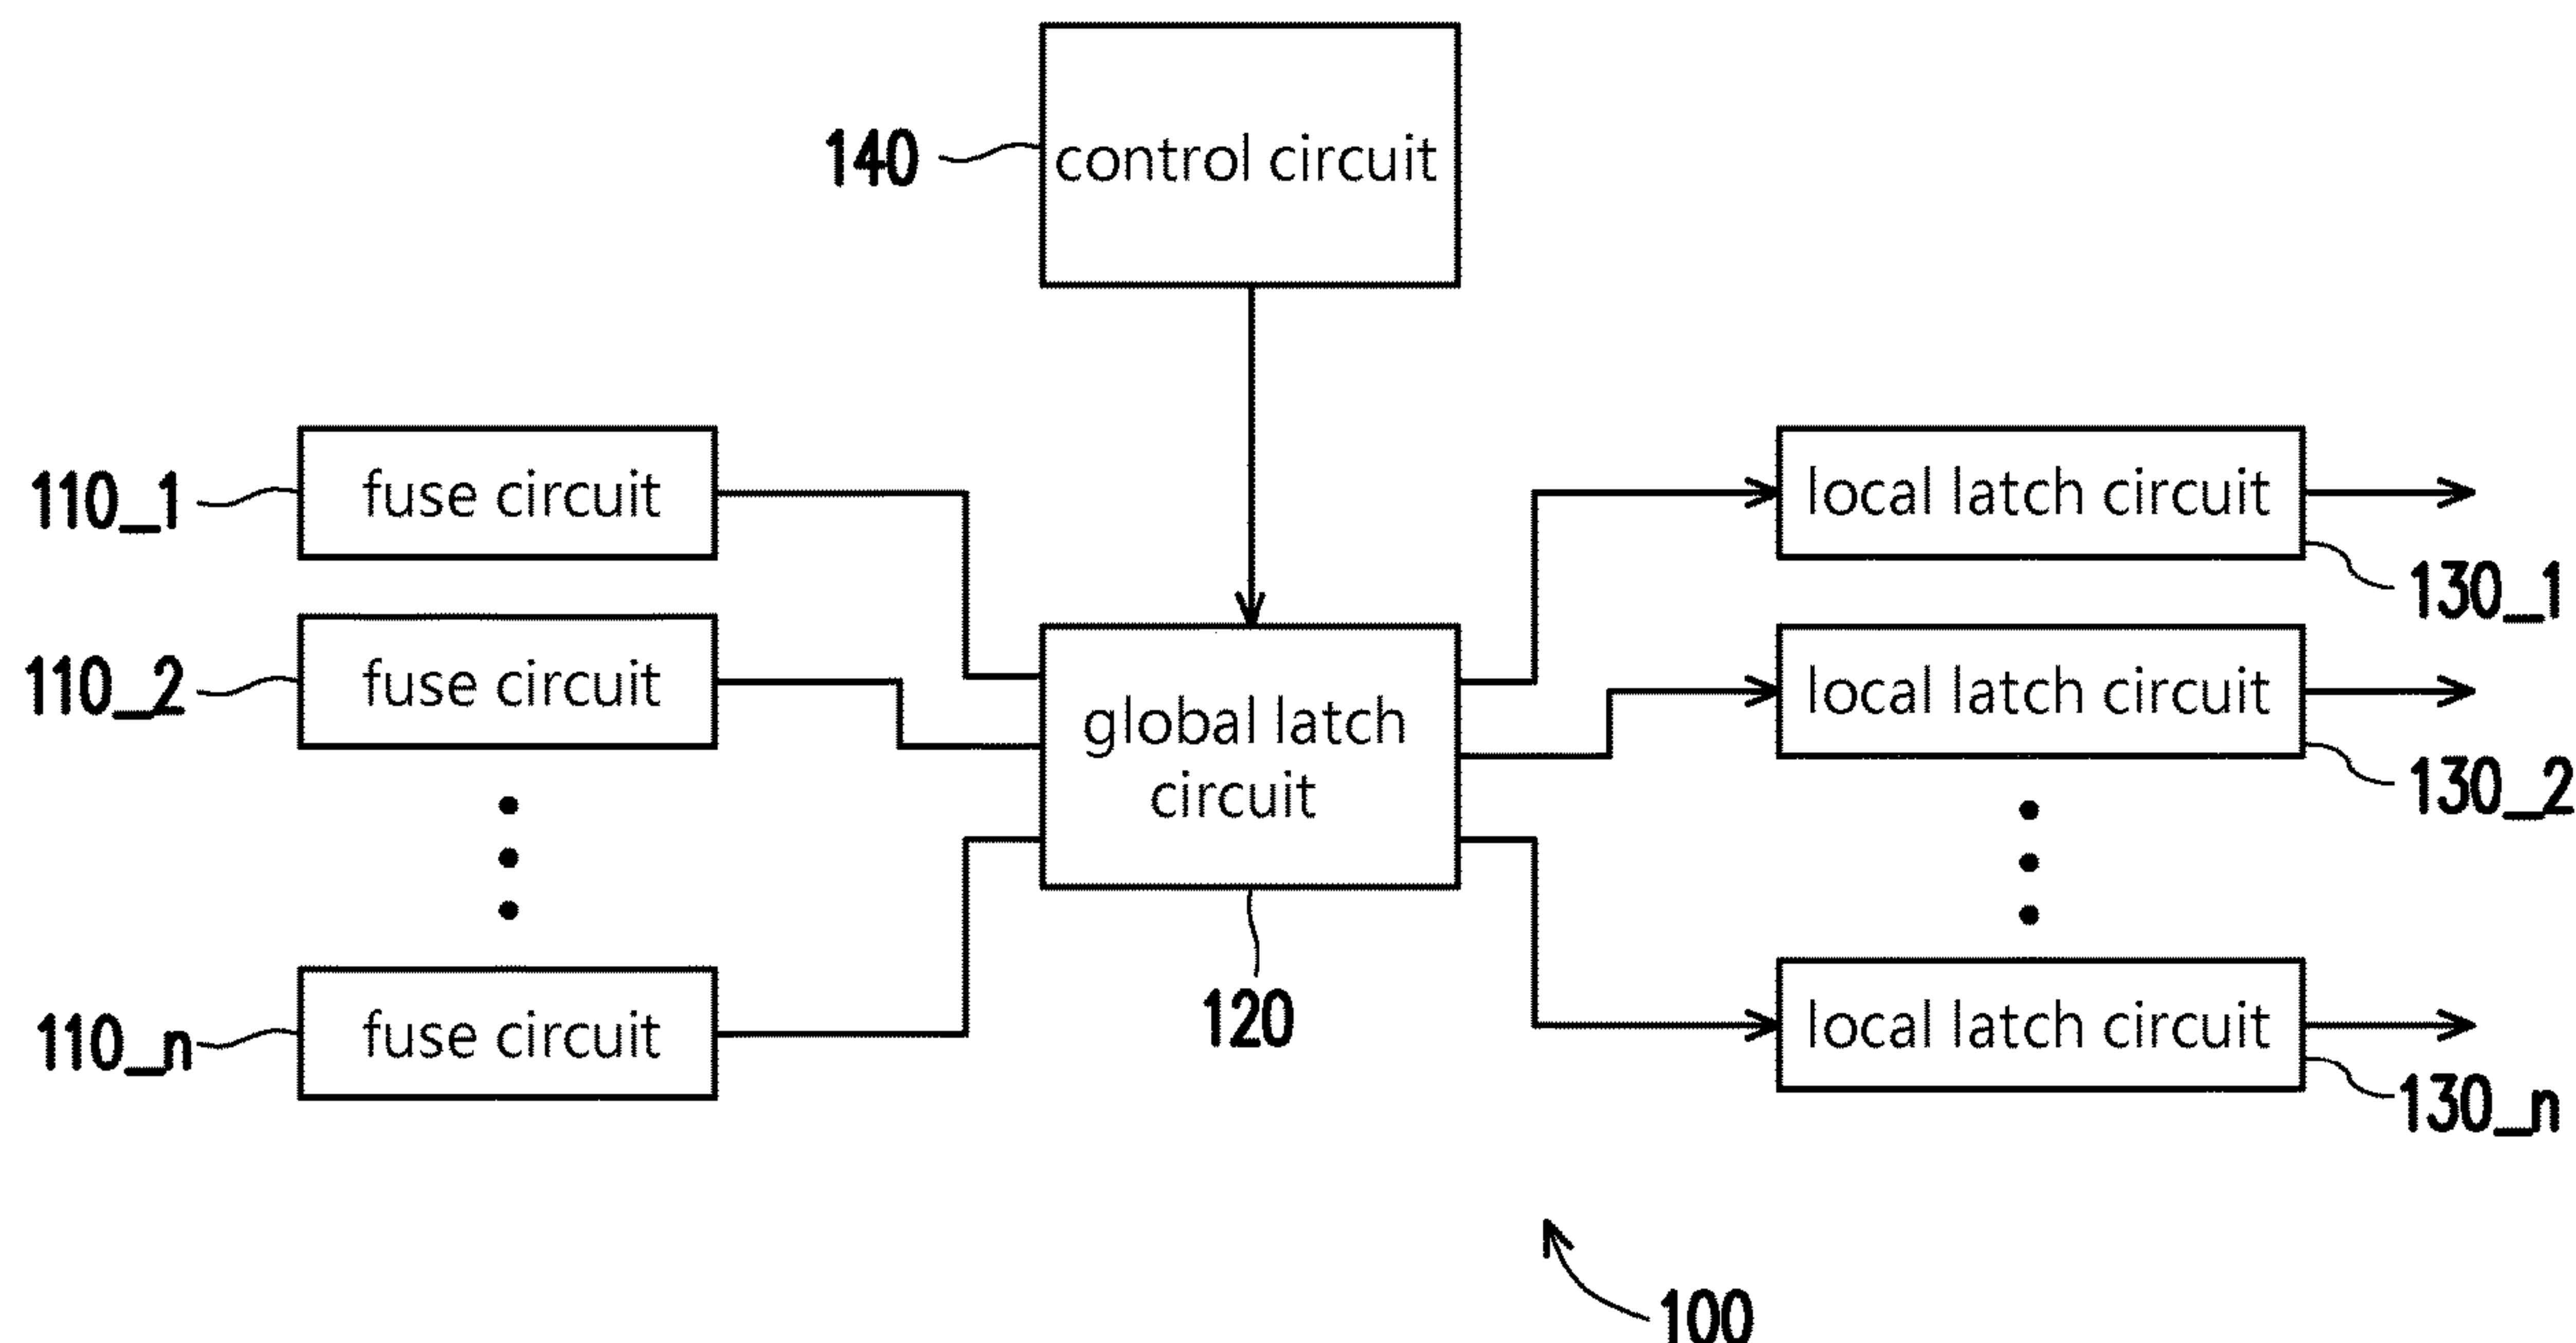 140
control circuit
110_1
fuse circuit
local latch circuit
130_1
110_2
fuse circuit
global latch
circuit
local latch circuit
130_2
110_n
fuse circuit
120
local latch circuit
130_n
100